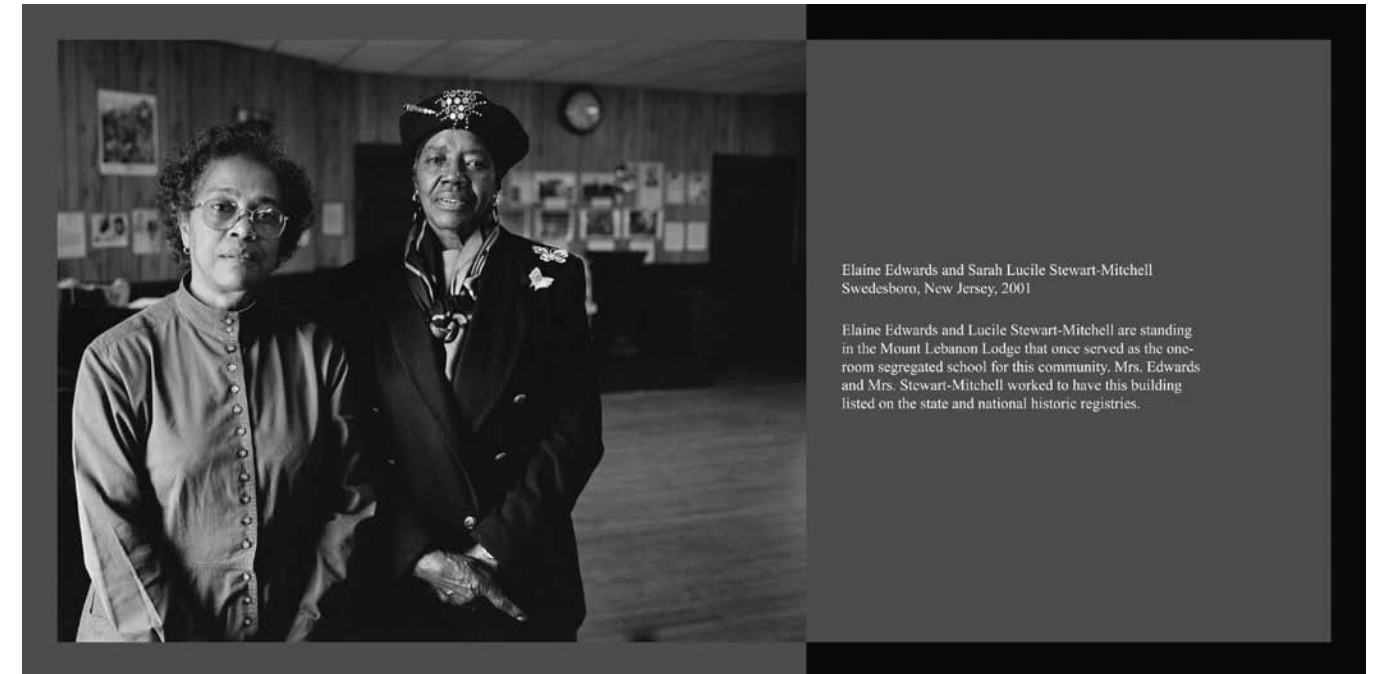 Elaine Edwards and Sarah Lucile Stewart-Mitchell
Swedesboro, New Jersey, 2001
Elaine Edwards and Lucile Stewart-Mitchell are standing
in the Mount Lebanon Lodge that once served as the one-
room segregated school for this community. Mrs. Edwards
and Mrs. Stewart-Mitchell worked to have this building
listed on the state and national historic registries.